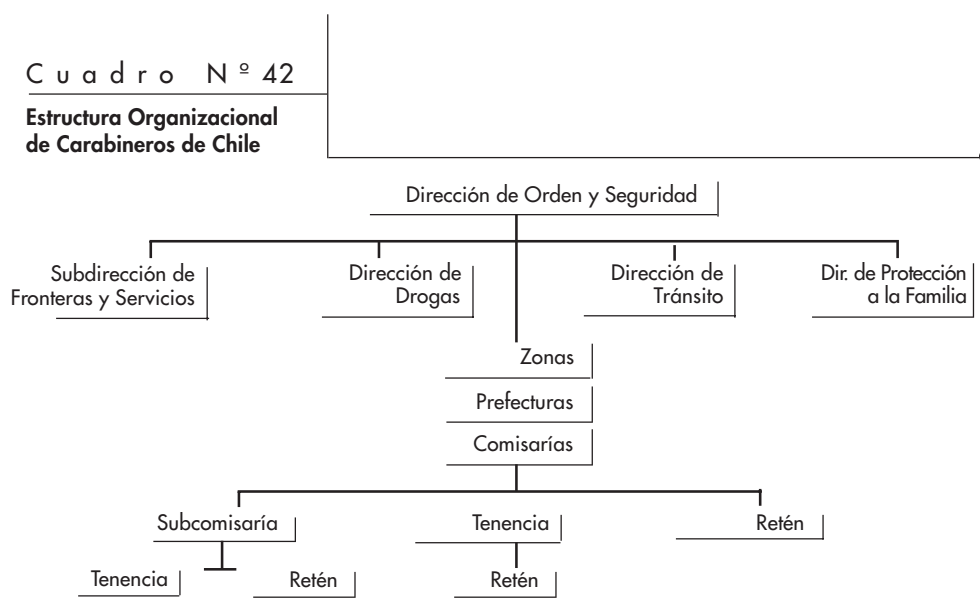 Cuadro Nº 42
Estructura Organizacional
de Carabineros de Chile
Dirección de Orden y Seguridad
Subdirección de
Fronteras y Servicios
Dirección de
Drogas
Dirección de
Tránsito
Dir. de Protección
a la Familia
Zonas
Prefecturas
Comisarías
Subcomisaría
Tenencia
Retén
Tenencia
Retén
Retén